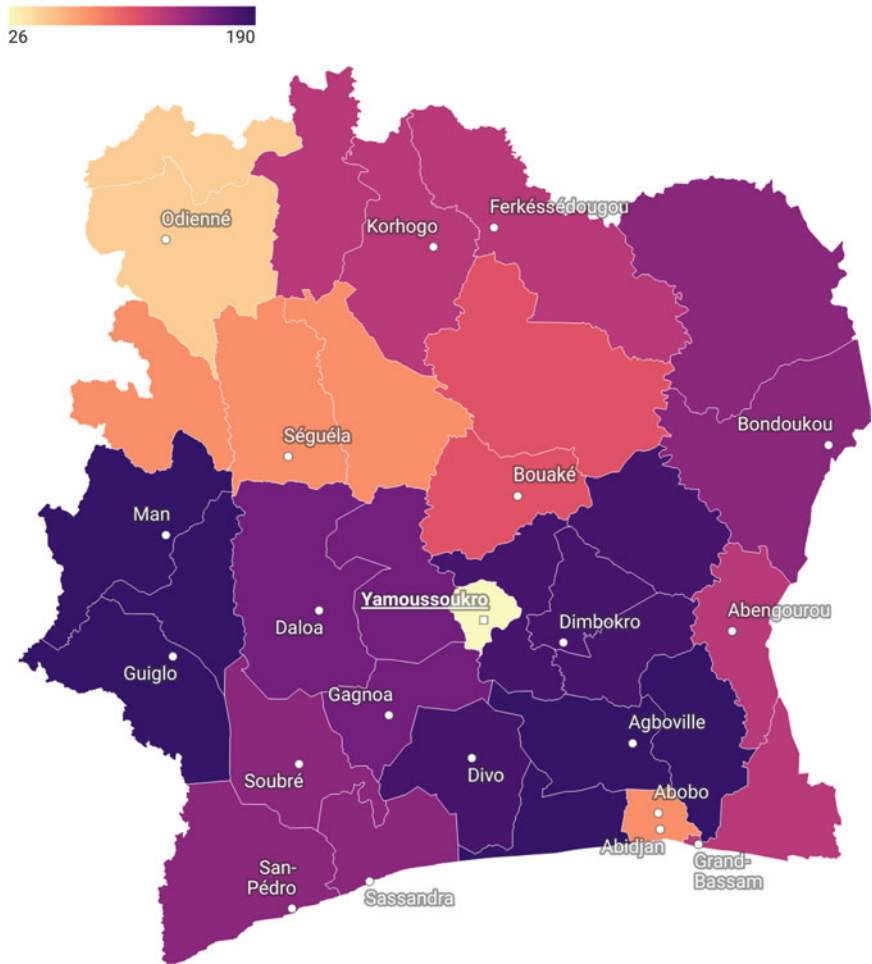 26
190
Odienné
Korhogo
Ferkéssédougou
Séguéla
Bondoukou
Bouaké
Man
Yamoussoukro
Daloa
Dimbokro
Abengourou
Guiglo
Gagnoa
Agboville
Soubré
Divo
Abobo
Abidjan
Grand-
Bassam
San-
Pédro
Sassandra